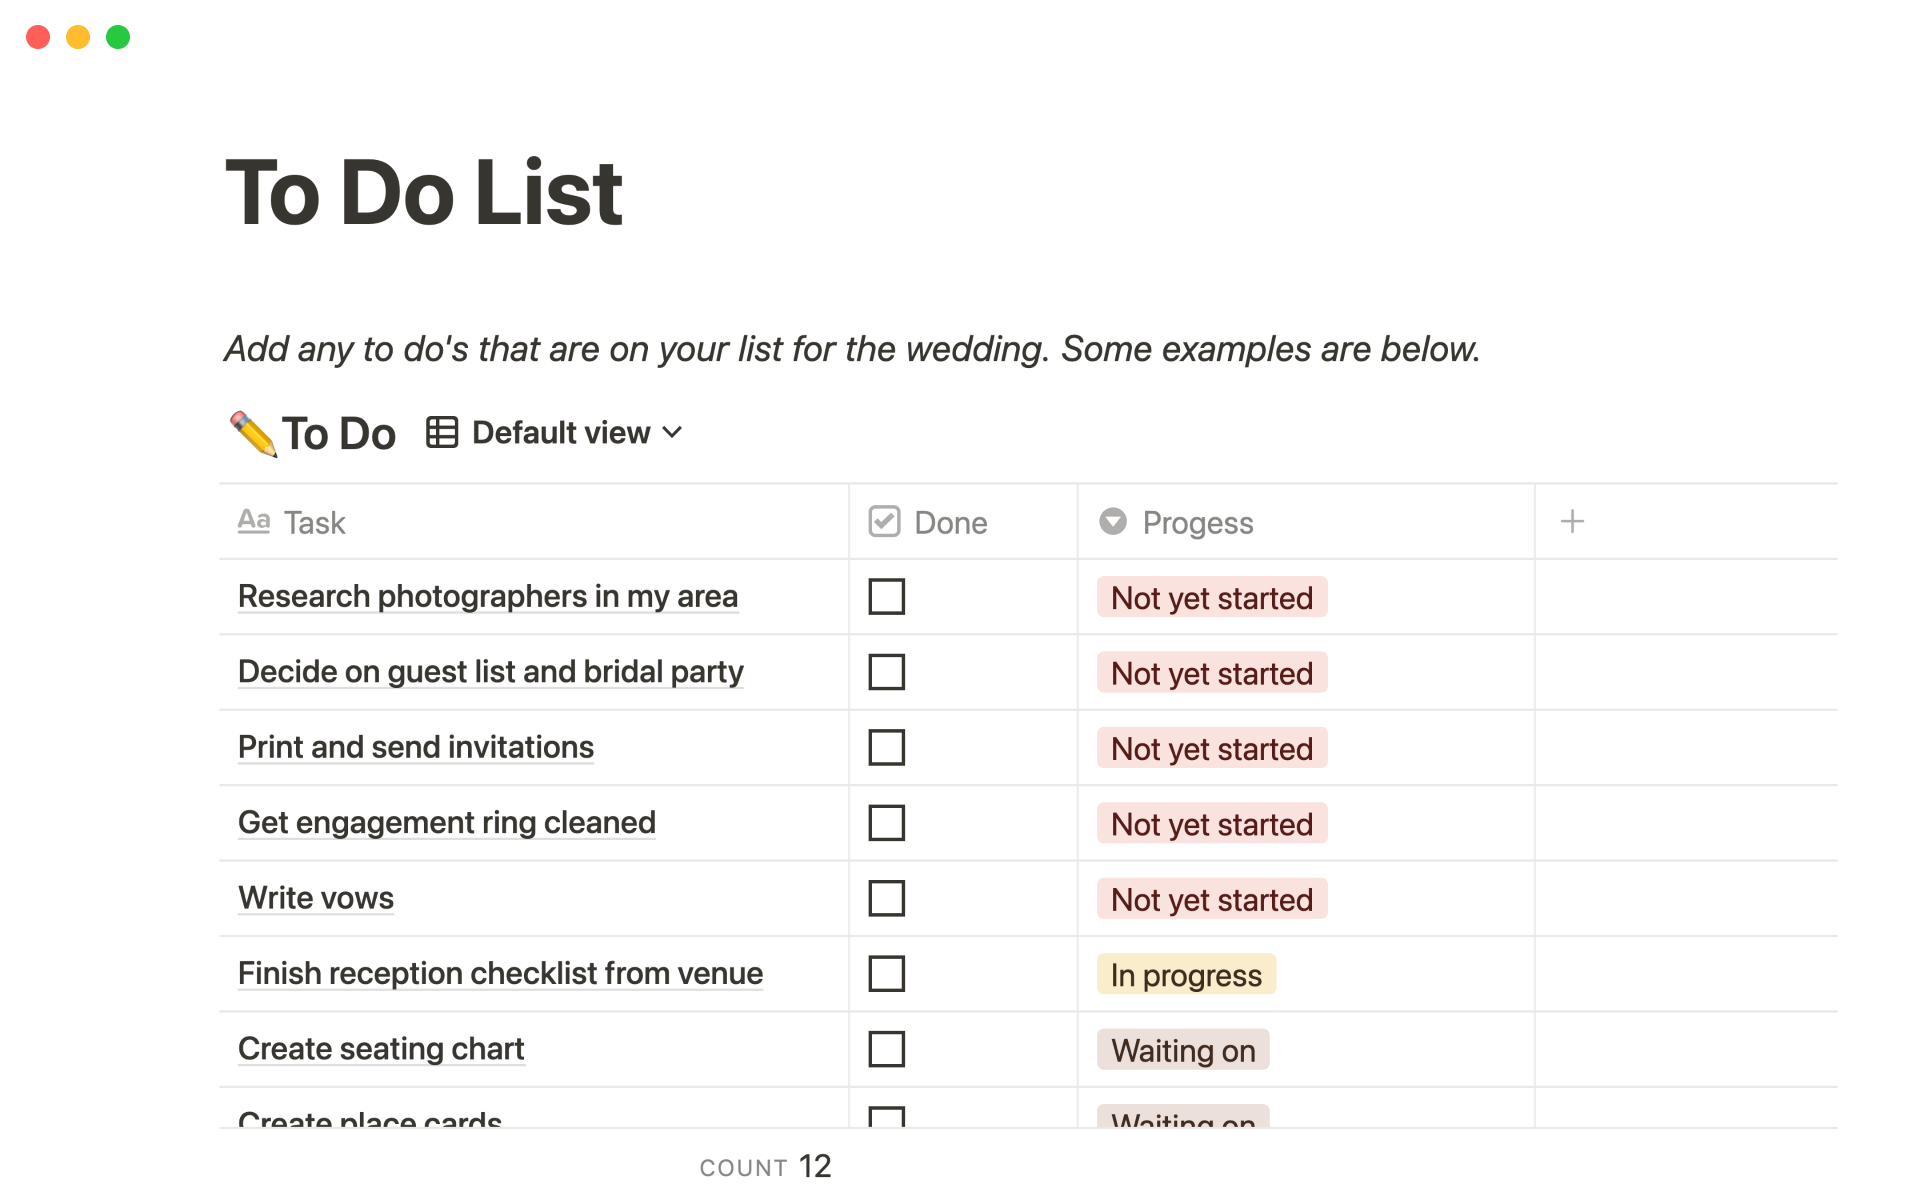 To Do List
Add any to do's that are on your list for the wedding. Some examples are below.
✏️To Do Default view
Aa Task Done Progess
Research photographers in my area Not yet started
Decide on guest list and bridal party Not yet started
Print and send invitations Not yet started
Get engagement ring cleaned Not yet started
Write vows Not yet started
Finish reception checklist from venue In progress
Create seating chart Waiting on
Create place cards Waiting on
COUNT 12